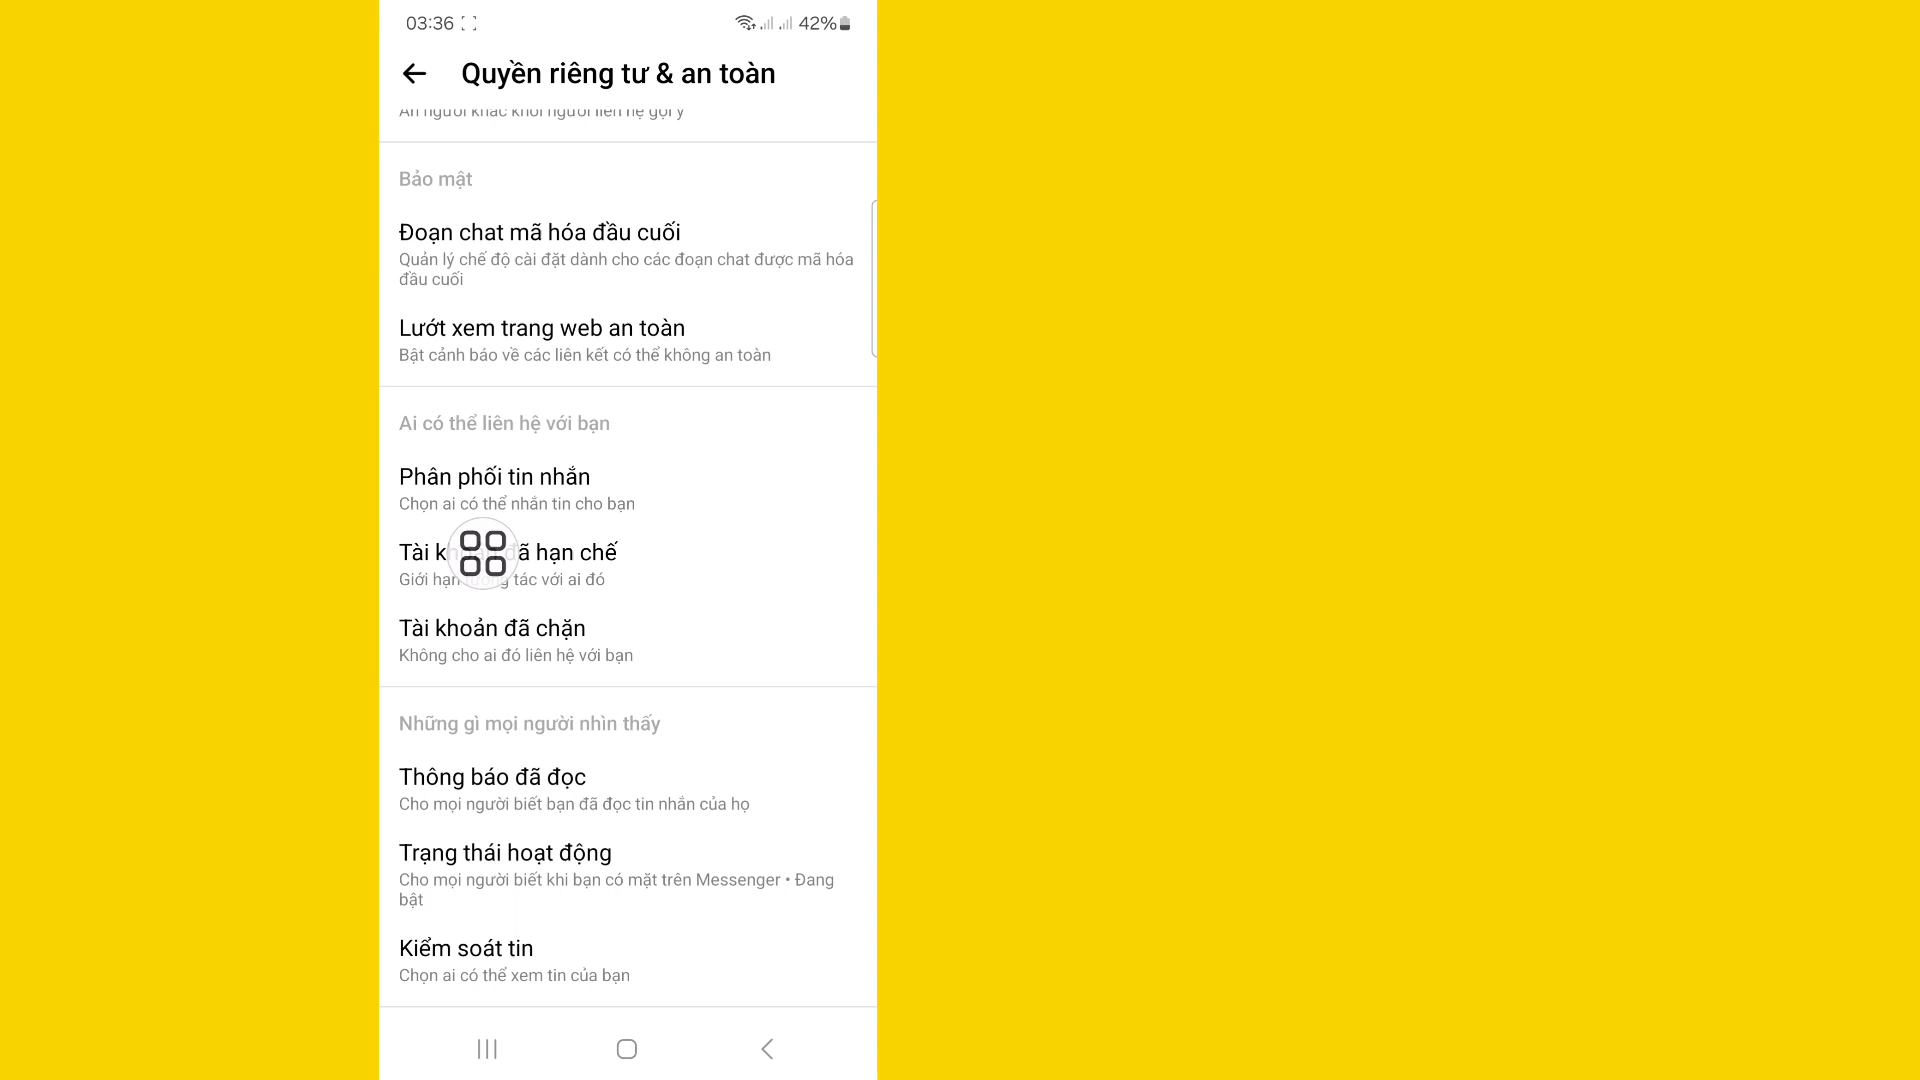 03:36
42%
Quyền riêng tư & an toàn
Ẩn người khác khỏi người liên hệ gợi ý
Bảo mật
Đoạn chat mã hóa đầu cuối
Quản lý chế độ cài đặt dành cho các đoạn chat được mã hóa
đầu cuối
Lướt xem trang web an toàn
Bật cảnh báo về các liên kết có thể không an toàn
Ai có thể liên hệ với bạn
Phân phối tin nhắn
Chọn ai có thể nhắn tin cho bạn
Tài khoản đã hạn chế
Giới hạn tương tác với ai đó
Tài khoản đã chặn
Không cho ai đó liên hệ với bạn
Những gì mọi người nhìn thấy
Thông báo đã đọc
Cho mọi người biết bạn đã đọc tin nhắn của họ
Trạng thái hoạt động
Cho mọi người biết khi bạn có mặt trên Messenger • Đang
bật
Kiểm soát tin
Chọn ai có thể xem tin của bạn